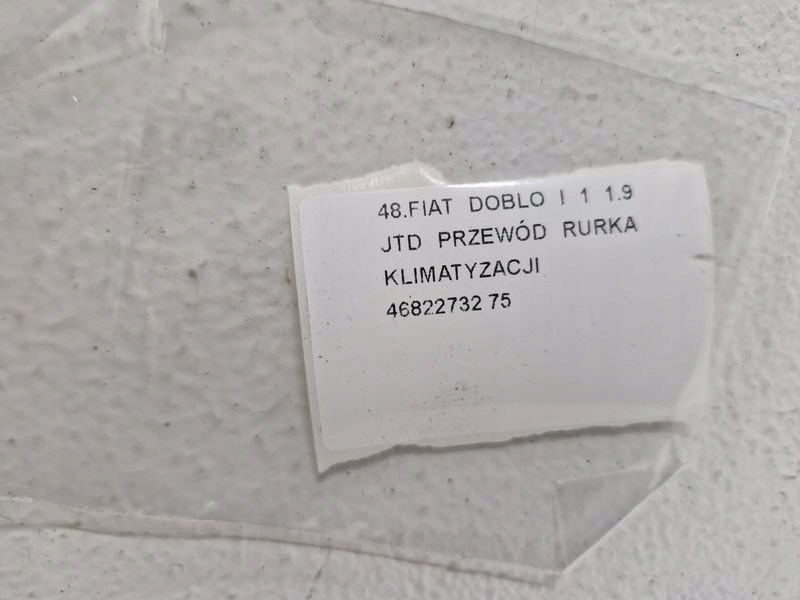 48.FIAT DOBLO I 1 1.9
JTD PRZEWÓD RURKA
KLIMATYZACJI
46822732 75